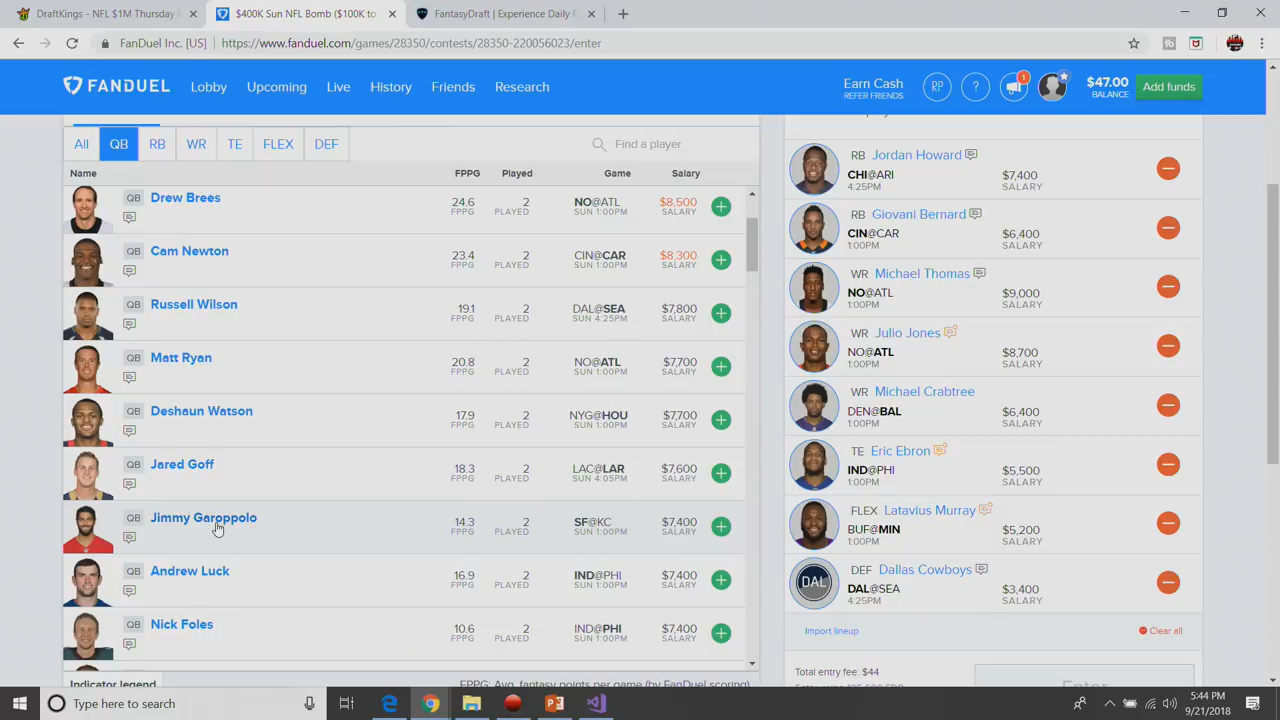 DraftKings - NFL $1M Thursday
$400K Sun NFL Bomb ($100K to
FantasyDraft | Experience Daily F
FanDuel Inc. [US] | https://www.fanduel.com/games/28350/contests/28350-220056023/enter
FANDUEL
Lobby Upcoming Live History Friends Research
Earn Cash
REFER FRIENDS
RP ? 1
$47.00
BALANCE
Add funds
All QB RB WR TE FLEX DEF Find a player
Name FPPG Played Game Salary
QB Drew Brees 24.6 2 NO@ATL $8,500
FPPG PLAYED SUN 1:00PM SALARY
QB Cam Newton 23.4 2 CIN@CAR $8,300
FPPG PLAYED SUN 1:00PM SALARY
QB Russell Wilson 19.1 2 DAL@SEA $7,800
FPPG PLAYED SUN 4:25PM SALARY
QB Matt Ryan 20.8 2 NO@ATL $7,700
FPPG PLAYED SUN 1:00PM SALARY
QB Deshaun Watson 17.9 2 NYG@HOU $7,700
FPPG PLAYED SUN 1:00PM SALARY
QB Jared Goff 18.3 2 LAC@LAR $7,600
FPPG PLAYED SUN 4:05PM SALARY
QB Jimmy Garoppolo 14.3 2 SF@KC $7,400
FPPG PLAYED SUN 1:00PM SALARY
QB Andrew Luck 16.9 2 IND@PHI $7,400
FPPG PLAYED SUN 1:00PM SALARY
QB Nick Foles 10.6 2 IND@PHI $7,400
FPPG PLAYED SUN 1:00PM SALARY
Indicator legend FPPG: Avg. fantasy points per game (by FanDuel scoring)
RB Jordan Howard
CHI@ARI $7,400
4:25PM SALARY
RB Giovani Bernard
CIN@CAR $6,400
1:00PM SALARY
WR Michael Thomas
NO@ATL $9,000
1:00PM SALARY
WR Julio Jones
NO@ATL $8,700
1:00PM SALARY
WR Michael Crabtree
DEN@BAL $6,400
1:00PM SALARY
TE Eric Ebron
IND@PHI $5,500
1:00PM SALARY
FLEX Latavius Murray
BUF@MIN $5,200
1:00PM SALARY
DAL
DEF Dallas Cowboys
DAL@SEA $3,400
4:25PM SALARY
Import lineup Clear all
Total entry fee: $44
Enter
Type here to search
5:44 PM
9/21/2018